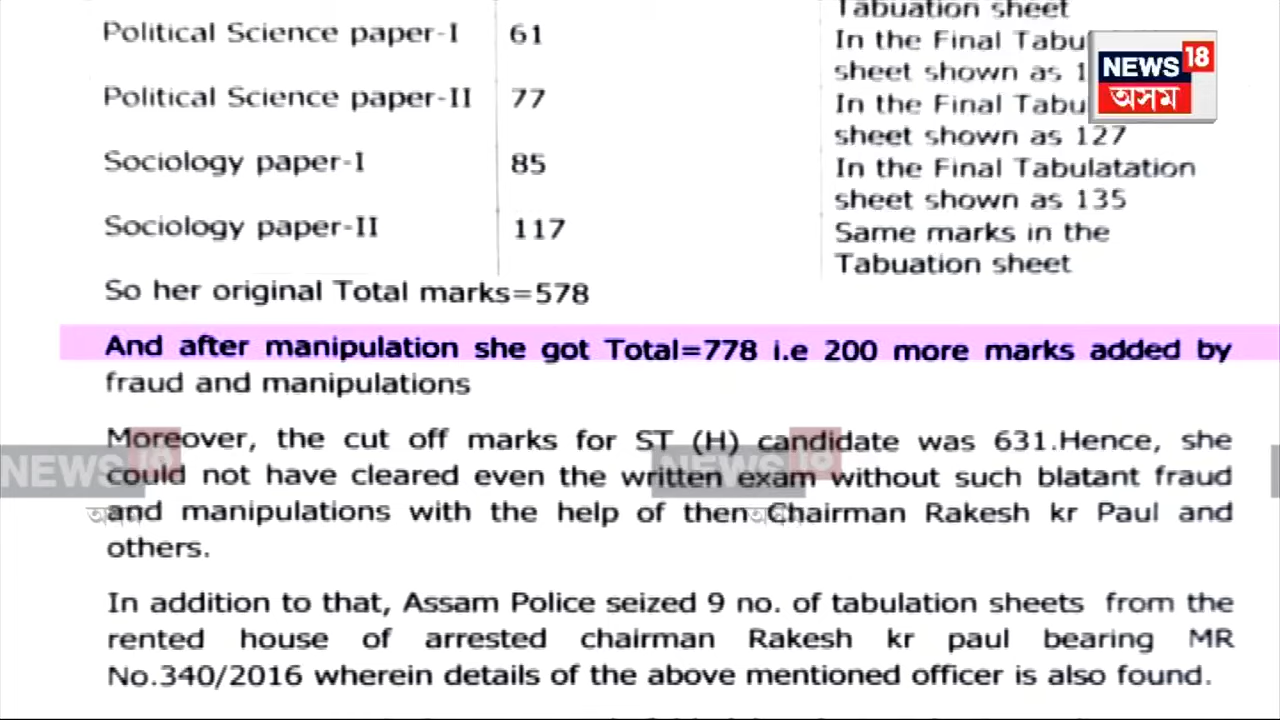 Tabuation sheet
Political Science paper-I 61 In the Final Tabu
sheet shown as 1
Political Science paper-II 77 In the Final Tabu
sheet shown as 127
Sociology paper-I 85 In the Final Tabulatation
sheet shown as 135
Sociology paper-II 117 Same marks in the
Tabuation sheet
So her original Total marks=578
And after manipulation she got Total=778 i.e 200 more marks added by
fraud and manipulations
Moreover, the cut off marks for ST (H) candidate was 631.Hence, she
could not have cleared even the written exam without such blatant fraud
and manipulations with the help of then Chairman Rakesh kr Paul and
others.
In addition to that, Assam Police seized 9 no. of tabulation sheets from the
rented house of arrested chairman Rakesh kr paul bearing MR
No.340/2016 wherein details of the above mentioned officer is also found.
NEWS 18
অসম
NEWS 18
অসম
NEWS 18
অসম